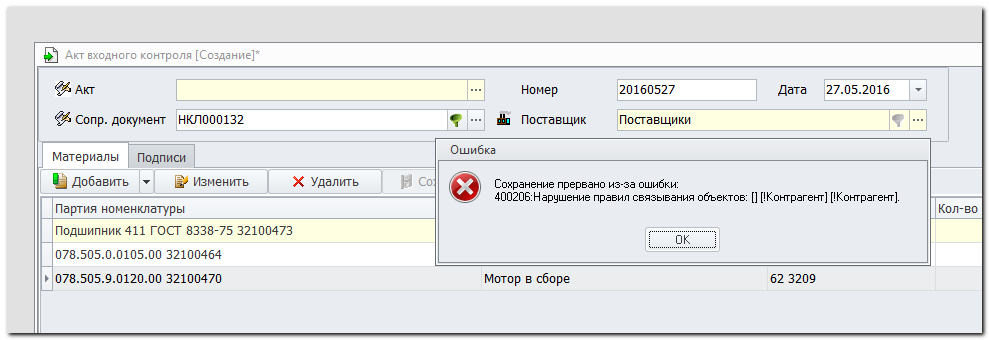 Акт входного контроля [Создание]*
Акт ... Номер 20160527 Дата 27.05.2016
Сопр. документ НКЛ000132 ... Поставщик Поставщики ...
Материалы Подписи
Ошибка
Добавить Изменить Удалить Со
Сохранение прервано из-за ошибки:
400206:Нарушение правил связывания объектов: [] [!Контрагент] [!Контрагент].
OK
Партия номенклатуры Кол-во
Подшипник 411 ГОСТ 8338-75 32100473
078.505.0.0105.00 32100464
078.505.9.0120.00 32100470 Мотор в сборе 62 3209